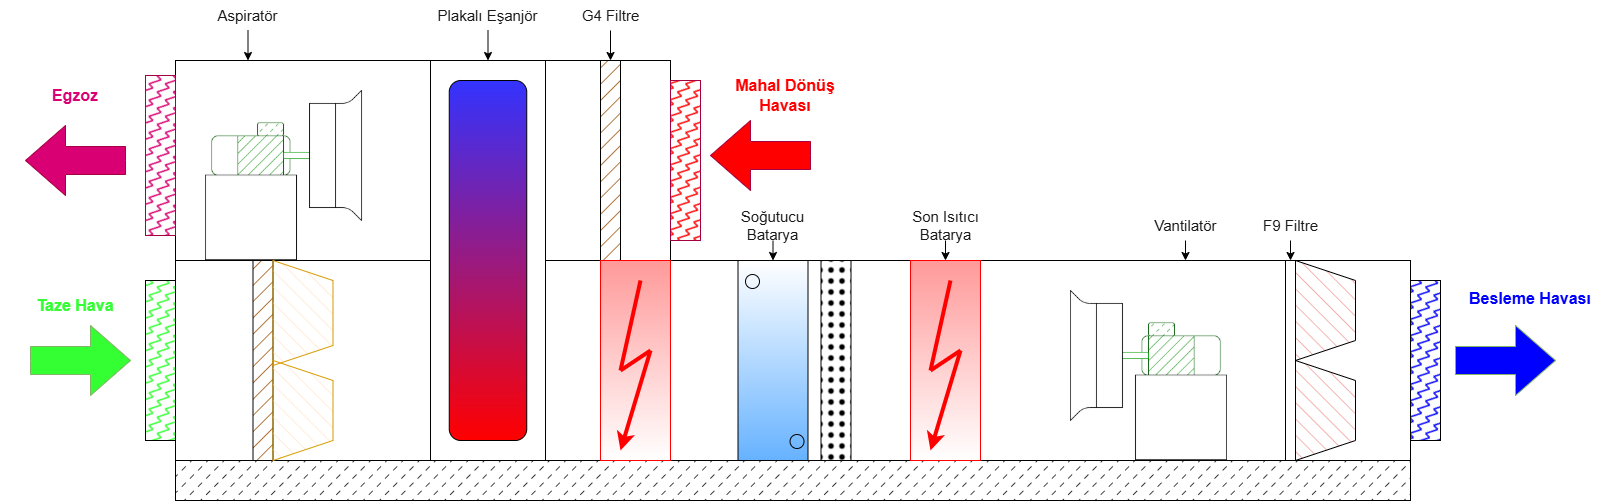 Aspiratör
Plakalı Eşanjör
G4 Filtre
Egzoz
Mahal Dönüş
Havası
Soğutucu
Batarya
Son Isıtıcı
Batarya
Vantilatör
F9 Filtre
Taze Hava
Besleme Havası